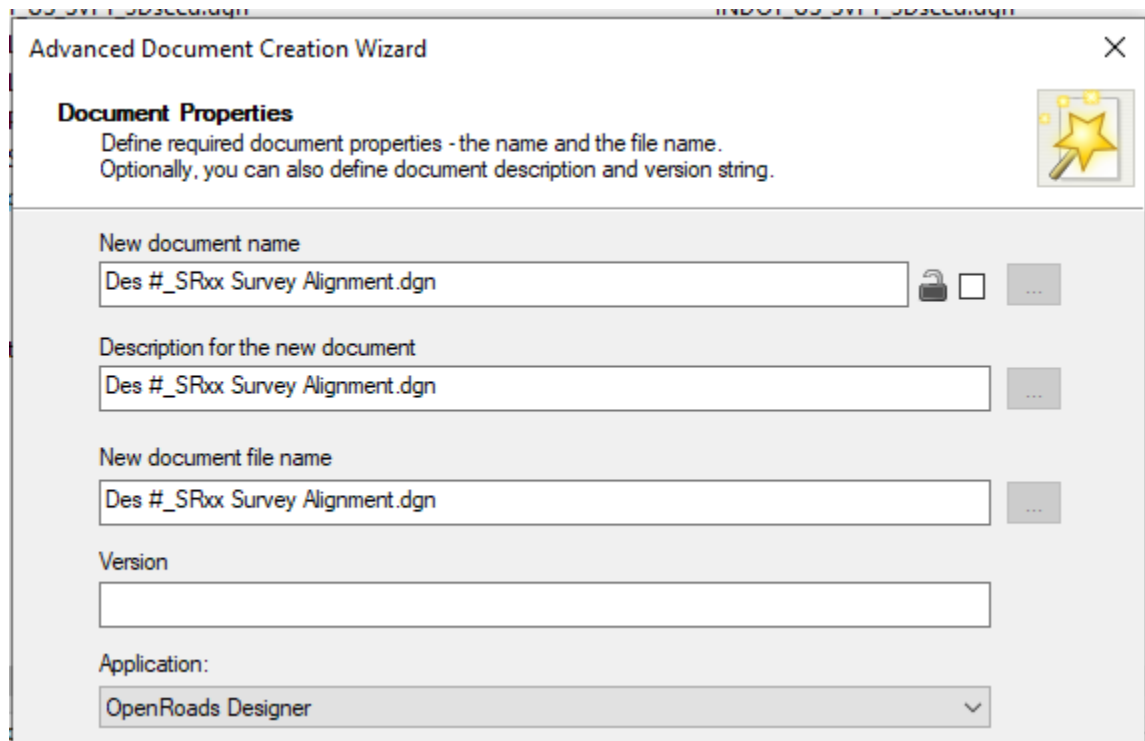 Advanced Document Creation Wizard
Document Properties
Define required document properties - the name and the file name.
Optionally, you can also define document description and version string.
New document name
Des #_SRxx Survey Alignment.dgn
...
Description for the new document
Des #_SRxx Survey Alignment.dgn
...
New document file name
Des #_SRxx Survey Alignment.dgn
...
Version
Application:
OpenRoads Designer